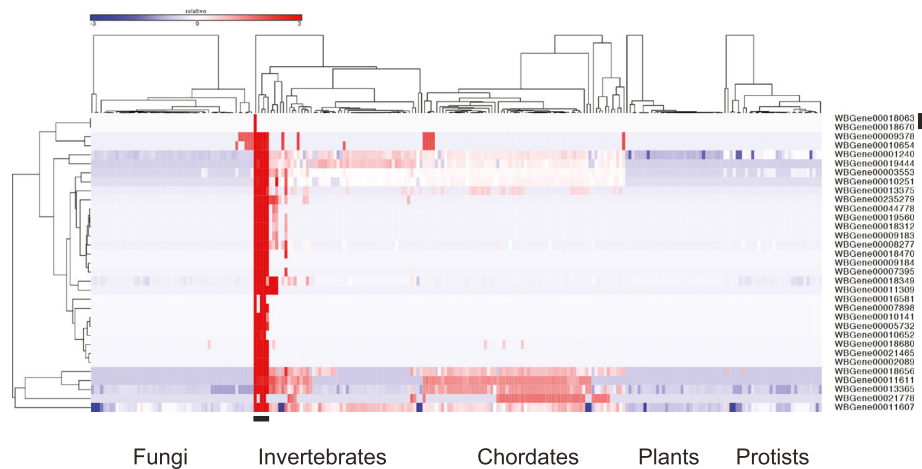 relative
-3 0 3
WBGene00018063
WBGene00018670
WBGene00009378
WBGene00010654
WBGene00001240
WBGene00019444
WBGene00003553
WBGene00010251
WBGene00013375
WBGene00235279
WBGene00044778
WBGene00019560
WBGene00018312
WBGene00009183
WBGene00008277
WBGene00018470
WBGene00009184
WBGene00007395
WBGene00018349
WBGene00011309
WBGene00016581
WBGene00007898
WBGene00010141
WBGene00005732
WBGene00010652
WBGene00018680
WBGene00021465
WBGene00002089
WBGene00018656
WBGene00011611
WBGene00013365
WBGene00021778
WBGene00011607
Fungi Invertebrates Chordates Plants Protists